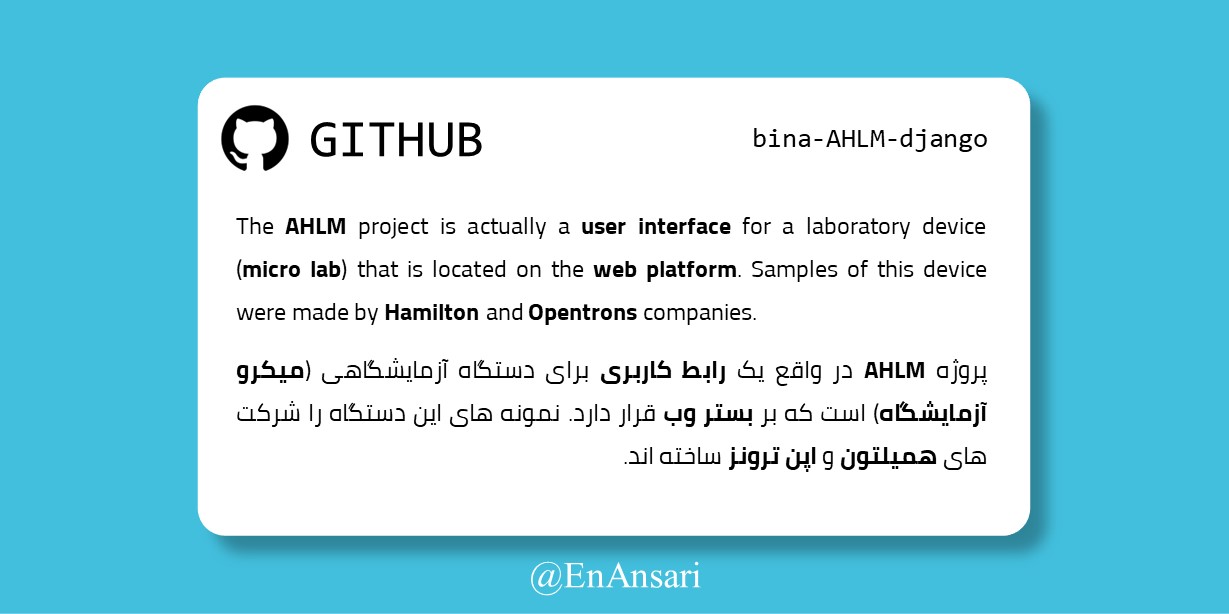 GITHUB
bina-AHLM-django
The AHLM project is actually a user interface for a laboratory device
(micro lab) that is located on the web platform. Samples of this device
were made by Hamilton and Opentrons companies.
پروژه AHLM در واقع یک رابط کاربری برای دستگاه آزمایشگاهی (میکرو
آزمایشگاه) است که بر بستر وب قرار دارد. نمونه های این دستگاه را شرکت
های همیلتون و اپن ترونز ساخته اند.
@EnAnsari